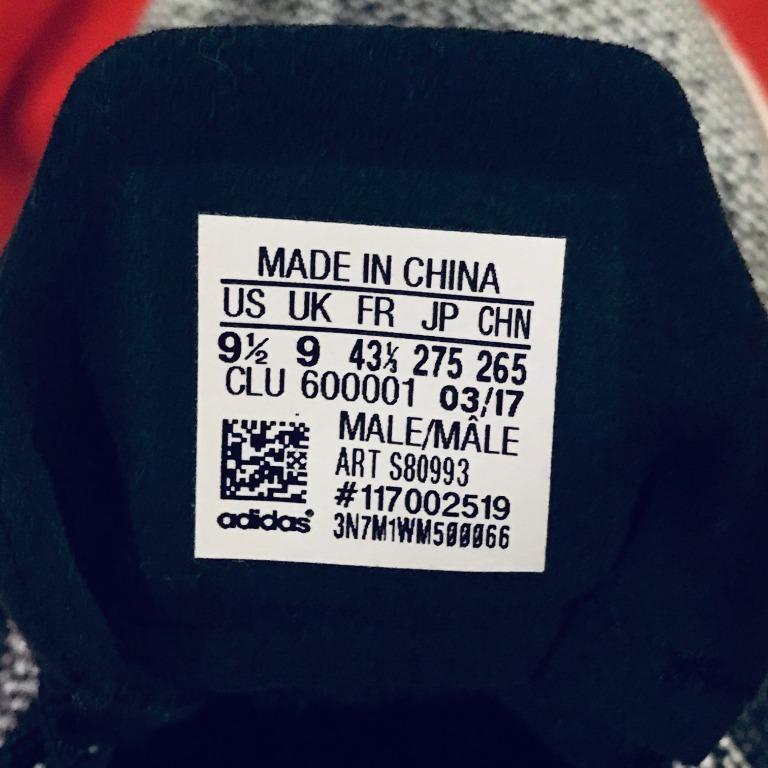 MADE IN CHINA
US UK FR JP CHN
9½ 9 43⅓ 275 265
CLU 600001 03/17
MALE/MÂLE
ART S80993
#117002519
adidas® 3N7M1WM500066